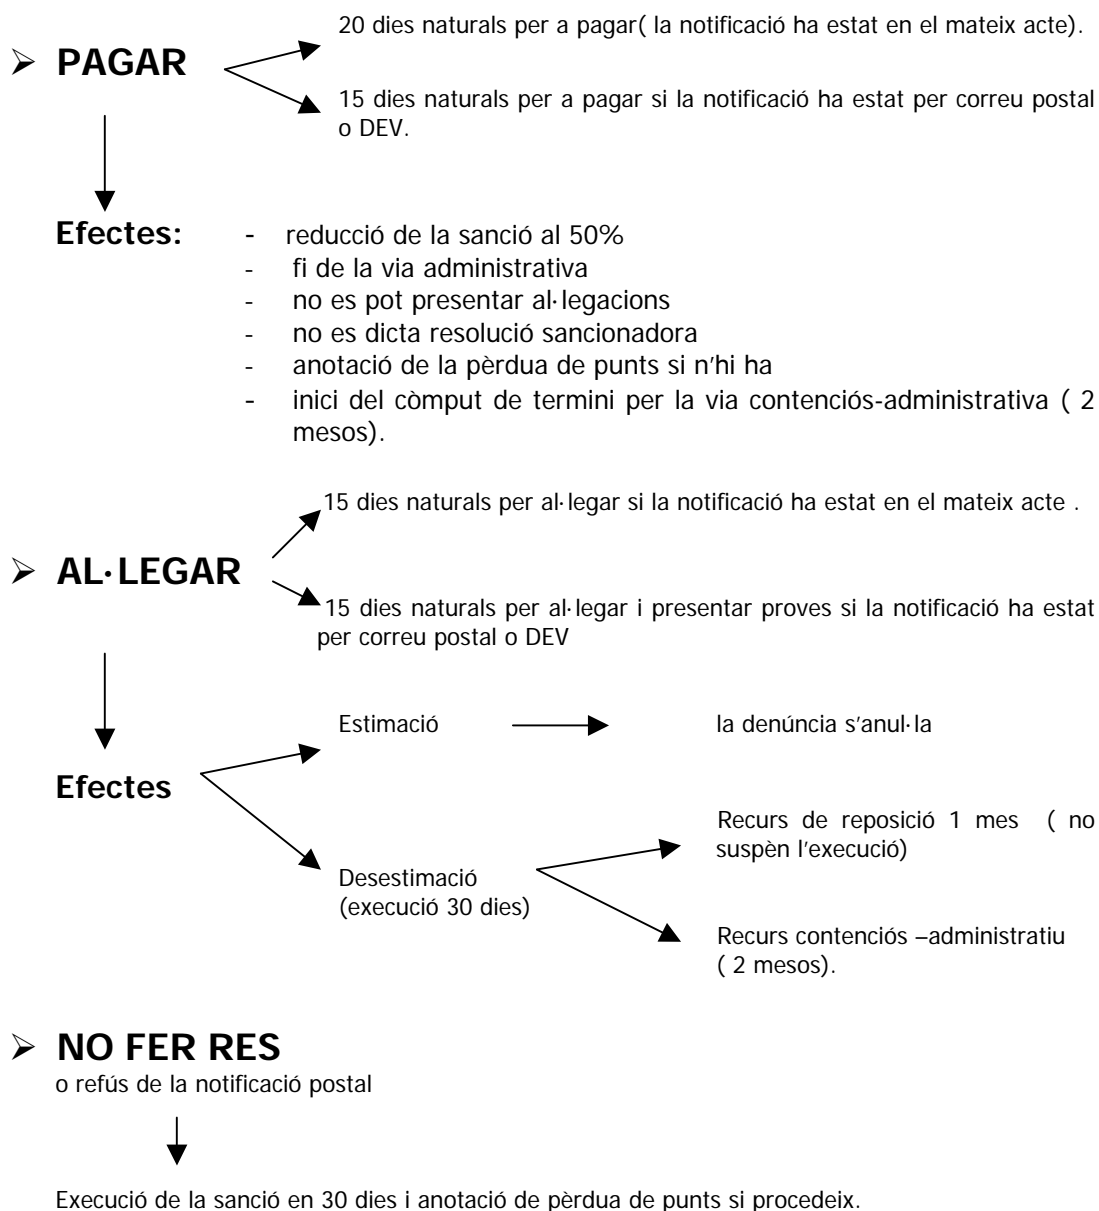 20 dies naturals per a pagar( la notificació ha estat en el mateix acte).
➢ PAGAR
15 dies naturals per a pagar si la notificació ha estat per correu postal
o DEV.
Efectes:
- reducció de la sanció al 50%
- fi de la via administrativa
- no es pot presentar al·legacions
- no es dicta resolució sancionadora
- anotació de la pèrdua de punts si n'hi ha
- inici del còmput de termini per la via contenciós-administrativa ( 2
mesos).
15 dies naturals per al·legar si la notificació ha estat en el mateix acte .
➢ AL·LEGAR
15 dies naturals per al·legar i presentar proves si la notificació ha estat
per correu postal o DEV
Estimació
la denúncia s'anul·la
Efectes
Recurs de reposició 1 mes ( no
suspèn l'execució)
Desestimació
(execució 30 dies)
Recurs contenciós –administratiu
( 2 mesos).
➢ NO FER RES
o refús de la notificació postal
Execució de la sanció en 30 dies i anotació de pèrdua de punts si procedeix.